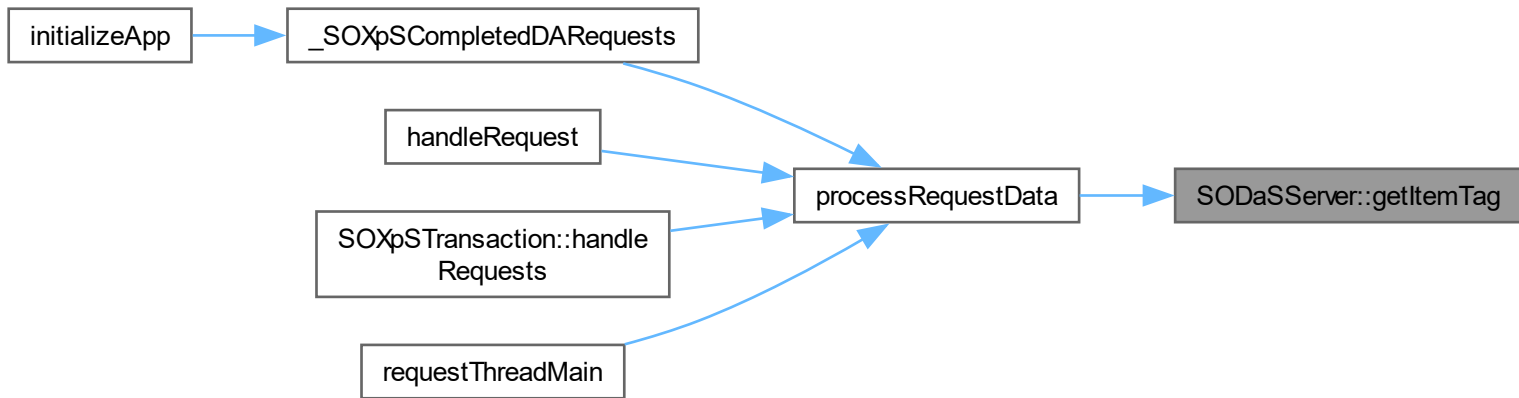 initializeApp
_SOXpSCompletedDARequests
handleRequest
processRequestData
SODaSServer::getItemTag
SOXpSTransaction::handle
Requests
requestThreadMain